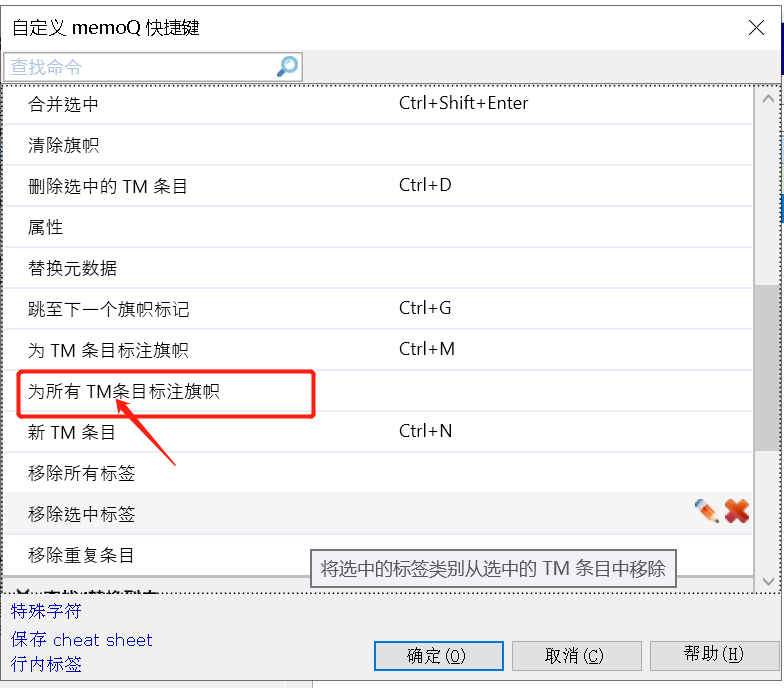 自定义 memoQ 快捷键
查找命令
合并选中 Ctrl+Shift+Enter
清除旗帜
删除选中的 TM 条目 Ctrl+D
属性
替换元数据
跳至下一个旗帜标记 Ctrl+G
为 TM 条目标注旗帜 Ctrl+M
为所有 TM条目标注旗帜
新 TM 条目 Ctrl+N
移除所有标签
移除选中标签
移除重复条目
将选中的标签类别从选中的 TM 条目中移除
特殊字符
保存 cheat sheet
行内标签
确定(O) 取消(C) 帮助(H)